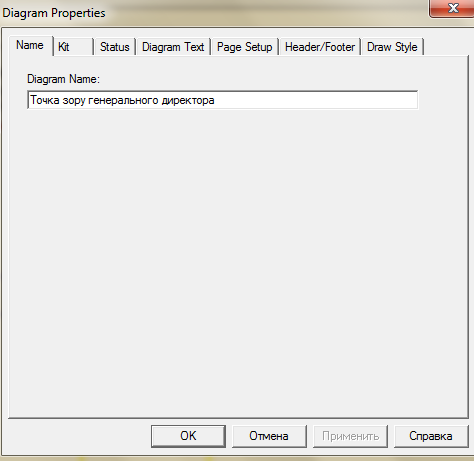 Diagram Properties
Name Kit Status Diagram Text Page Setup Header/Footer Draw Style
Diagram Name:
Точка зору генерального директора
OK Отмена Применить Справка